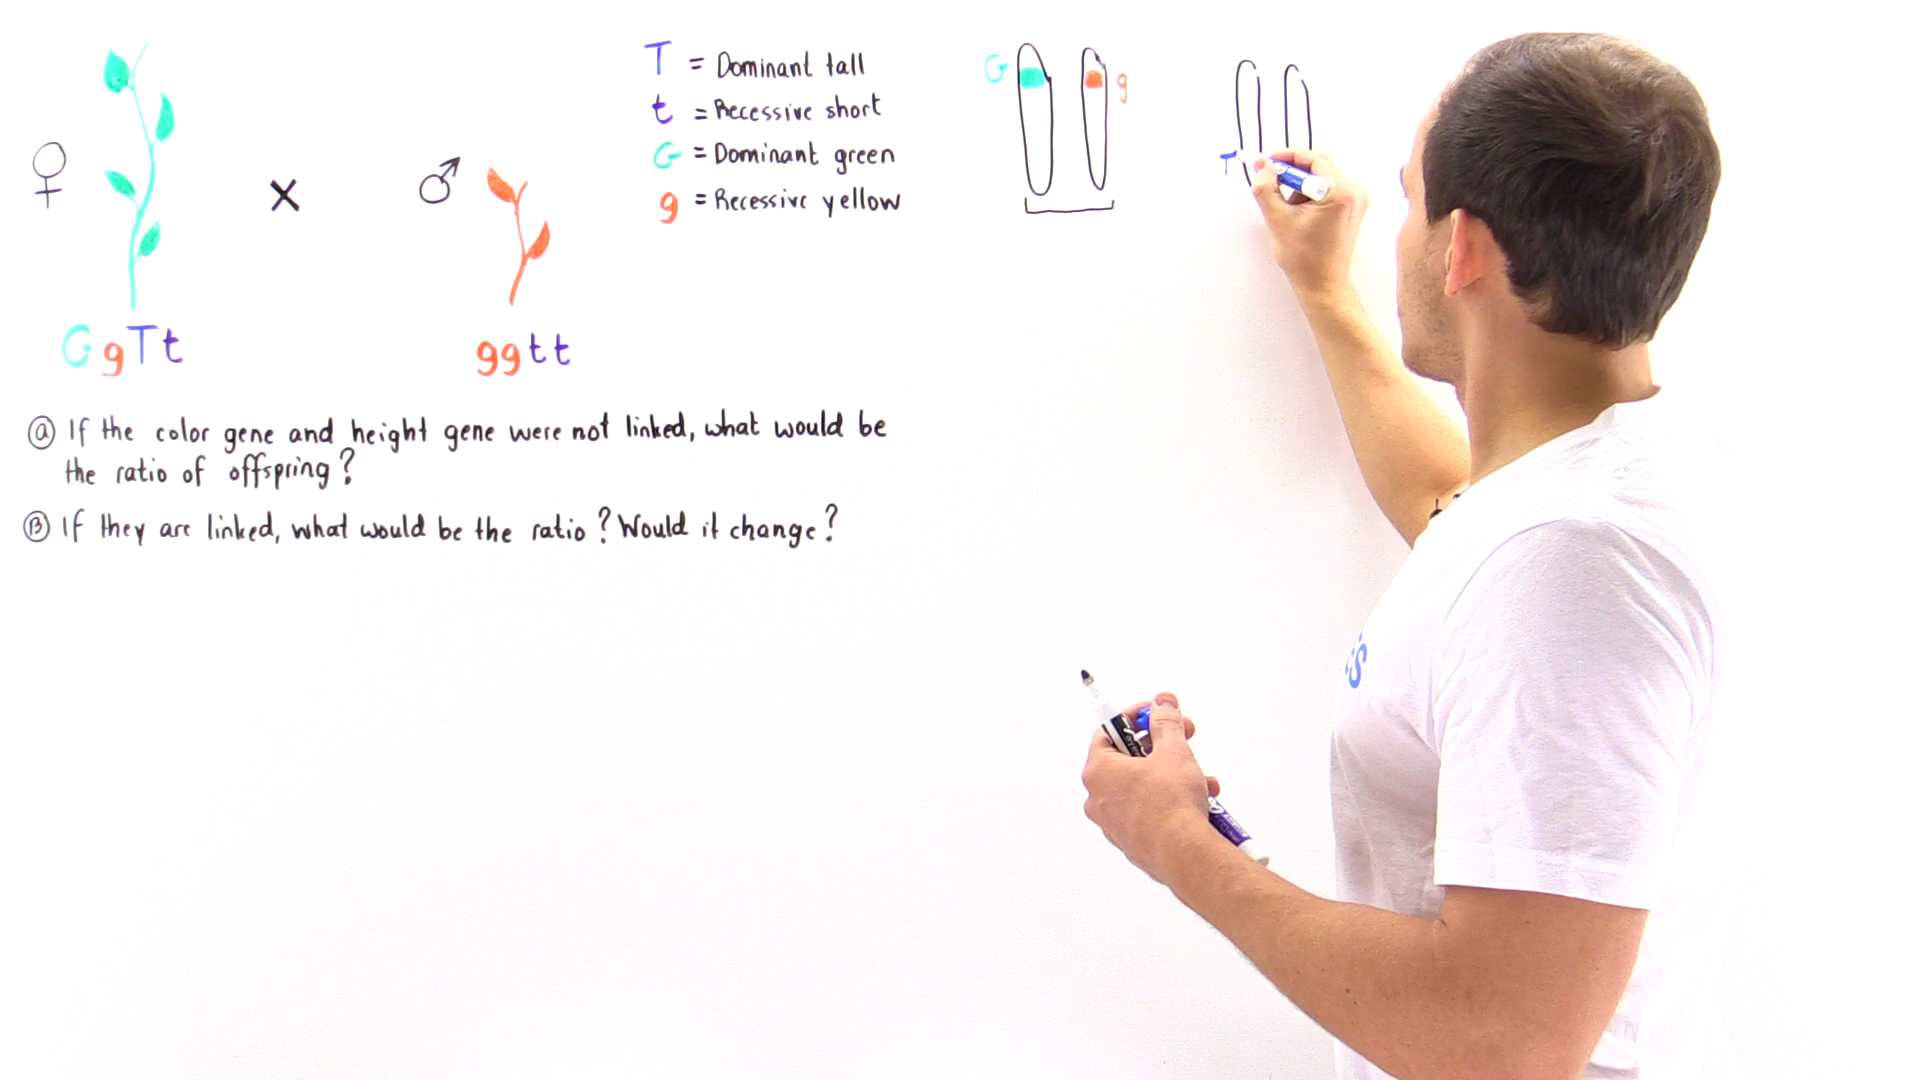 T = Dominant tall
t = Recessive short
G = Dominant green
g = Recessive yellow
G
g
T
♀
X
♂
GgTt
ggtt
Ⓐ If the color gene and height gene were not linked, what would be
the ratio of offspring?
Ⓑ If they are linked, what would be the ratio? Would it change?